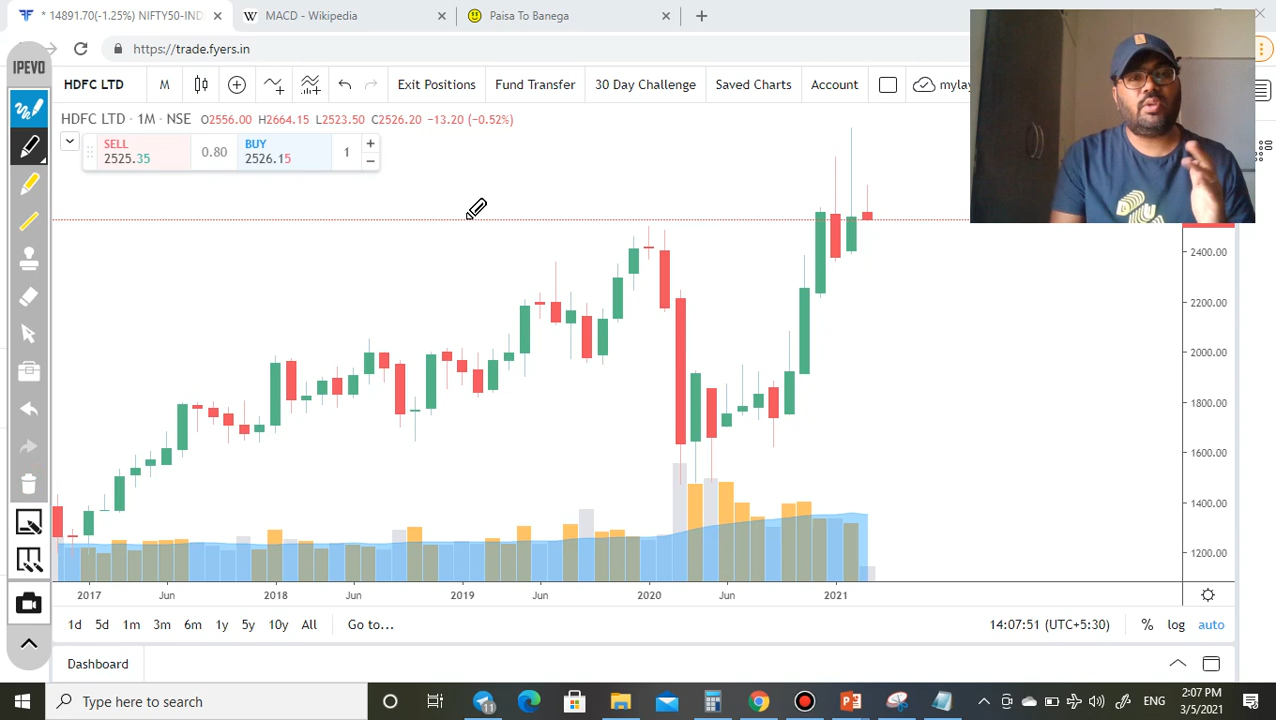 * 14891.70(-1.25%) NIFTY50-IND
MACD - Wikipedia
Paisa To Banega
https://trade.fyers.in
IPEVO
HDFC LTD M Exit Positions Fund Transfer 30 Day Challenge Saved Charts Account mylay
HDFC LTD · 1M · NSE O2556.00 H2664.15 L2523.50 C2526.20 −13.20 (−0.52%)
SELL
2525.35
0.80
BUY
2526.15
1
2400.00
2200.00
2000.00
1800.00
1600.00
1400.00
1200.00
2017 Jun 2018 Jun 2019 Jun 2020 Jun 2021
1d 5d 1m 3m 6m 1y 5y 10y All Go to... 14:07:51 (UTC+5:30) % log auto
Dashboard
Type here to search
11
ENG
2:07 PM
3/5/2021